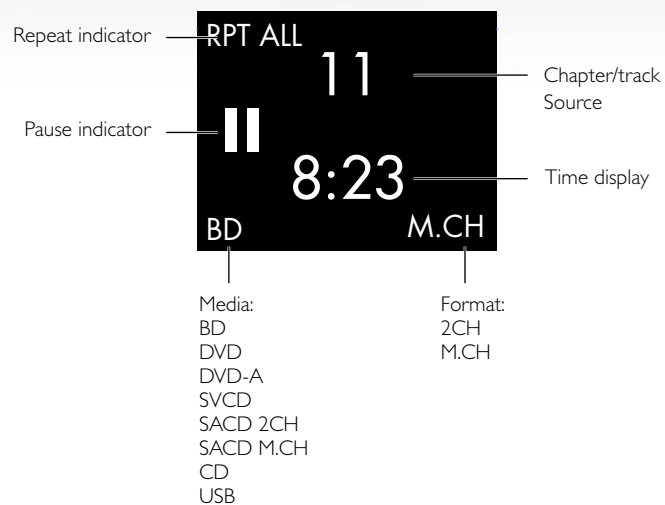 Repeat indicator
RPT ALL
11
Chapter/track
Source
Pause indicator
8:23
Time display
BD
M.CH
Media:
BD
DVD
DVD-A
SVCD
SACD 2CH
SACD M.CH
CD
USB
Format:
2CH
M.CH